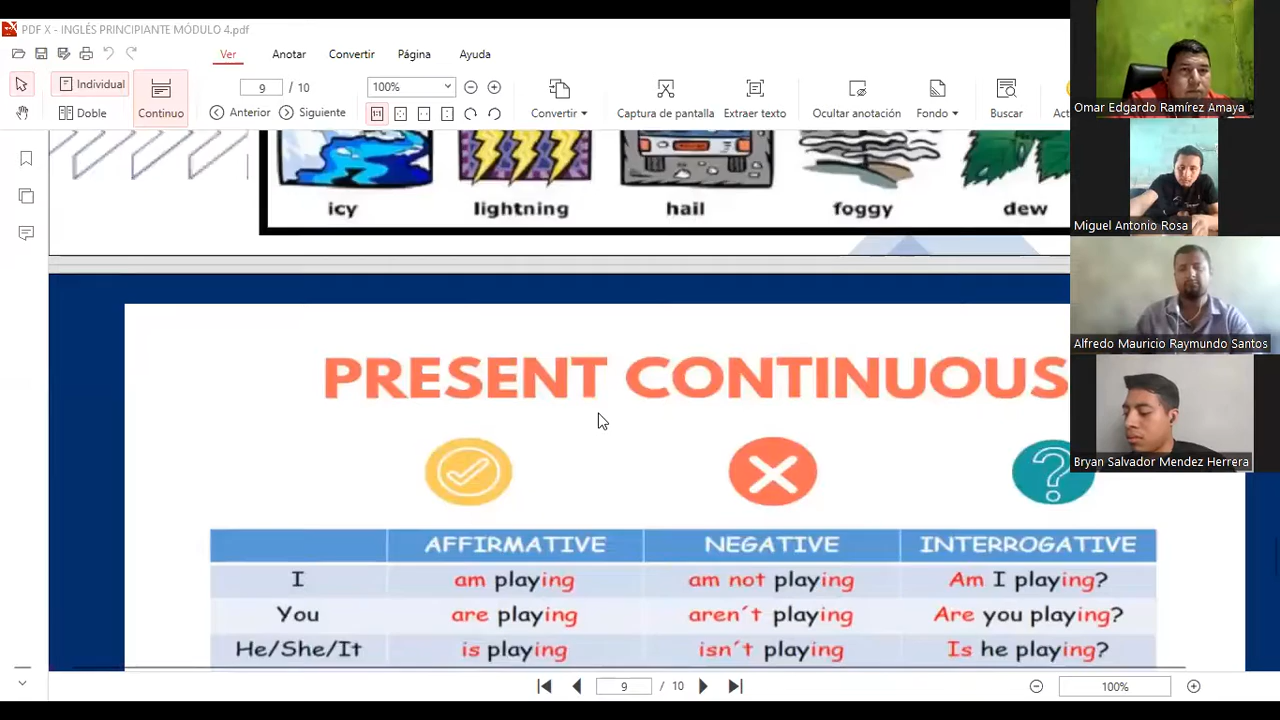 PDF X - INGLÉS PRINCIPIANTE MÓDULO 4.pdf
Ver Anotar Convertir Página Ayuda
Individual
Doble
Continuo
9 / 10
Anterior Siguiente
100%
Convertir
Captura de pantalla
Extraer texto
Ocultar anotación
Fondo
Buscar
icy lightning hail foggy dew
PRESENT CONTINUOUS
AFFIRMATIVE NEGATIVE INTERROGATIVE
I am playing am not playing Am I playing?
You are playing aren´t playing Are you playing?
He/She/It is playing isn´t playing Is he playing?
9 / 10
100%
Omar Edgardo Ramírez Amaya
Miguel Antonio Rosa
Alfredo Mauricio Raymundo Santos
Bryan Salvador Mendez Herrera